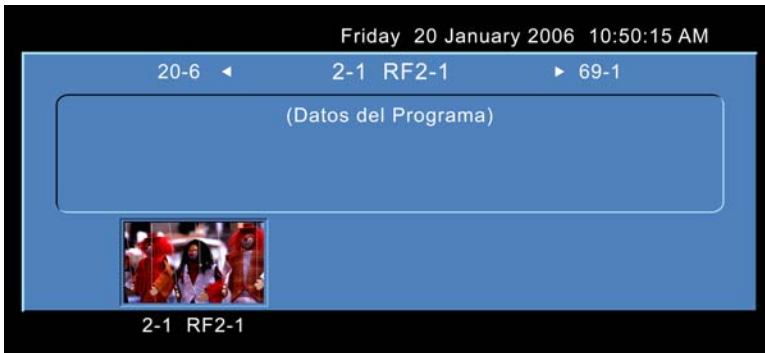 Friday 20 January 2006 10:50:15 AM
20-6 ◄ 2-1 RF2-1 ► 69-1
(Datos del Programa)
2-1 RF2-1